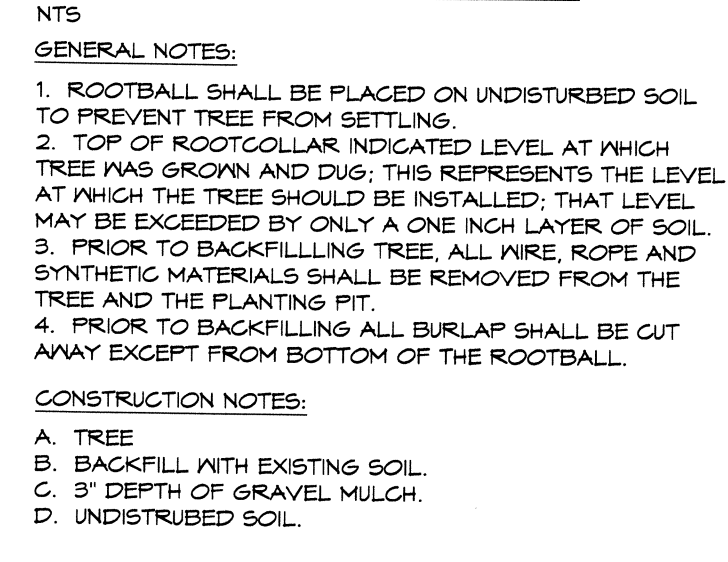 NTS
GENERAL NOTES:
1. ROOTBALL SHALL BE PLACED ON UNDISTURBED SOIL
TO PREVENT TREE FROM SETTLING.
2. TOP OF ROOTCOLLAR INDICATED LEVEL AT WHICH
TREE WAS GROWN AND DUG; THIS REPRESENTS THE LEVEL
AT WHICH THE TREE SHOULD BE INSTALLED; THAT LEVEL
MAY BE EXCEEDED BY ONLY A ONE INCH LAYER OF SOIL.
3. PRIOR TO BACKFILLLING TREE, ALL WIRE, ROPE AND
SYNTHETIC MATERIALS SHALL BE REMOVED FROM THE
TREE AND THE PLANTING PIT.
4. PRIOR TO BACKFILLING ALL BURLAP SHALL BE CUT
AWAY EXCEPT FROM BOTTOM OF THE ROOTBALL.
CONSTRUCTION NOTES:
A. TREE
B. BACKFILL WITH EXISTING SOIL.
C. 3" DEPTH OF GRAVEL MULCH.
D. UNDISTRUBED SOIL.